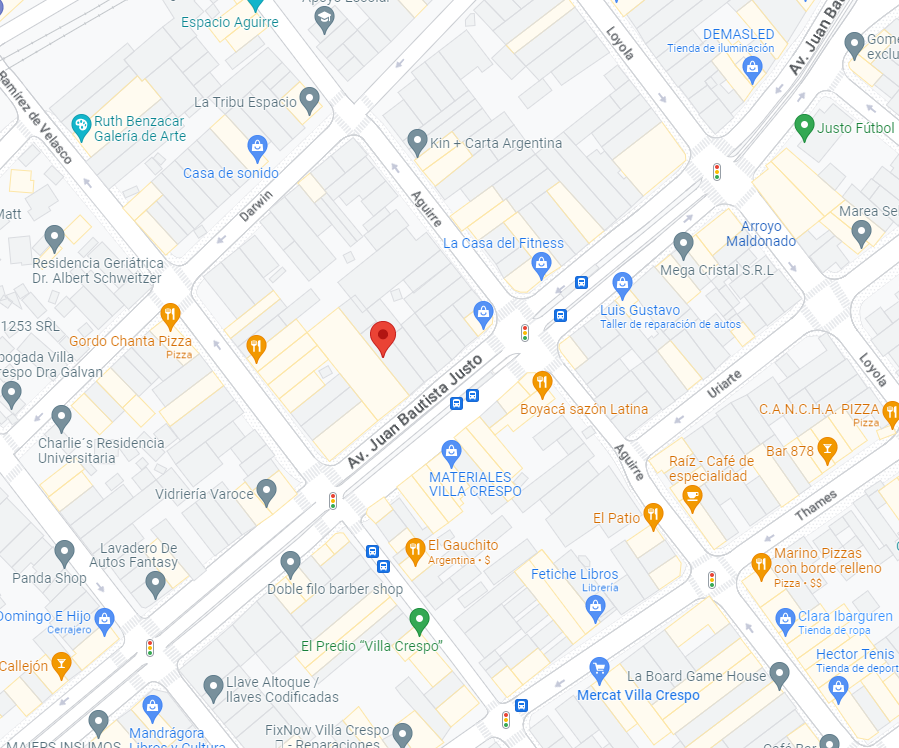 Apoyo Escolar
Espacio Aguirre
Loyola
DEMASLED
Tienda de iluminación
Av. Juan Bau
Gome
exclu
Ramírez de Velasco
La Tribu Espacio
Ruth Benzacar
Galería de Arte
Kin + Carta Argentina
Justo Fútbol
Casa de sonido
Darwin
Aguirre
Matt
Marea Se
Arroyo
Maldonado
La Casa del Fitness
Residencia Geriátrica
Dr. Albert Schweitzer
Mega Cristal S.R.L
Luis Gustavo
Taller de reparación de autos
1253 SRL
Gordo Chanta Pizza
Pizza
bogada Villa
respo Dra Galvan
Av. Juan Bautista Justo
Loyola
Uriarte
Boyacá sazón Latina
C.A.N.C.H.A. PIZZA
Pizza
Charlie´s Residencia
Universitaria
Aguirre
Bar 878
Raíz - Café de
especialidad
MATERIALES
VILLA CRESPO
Vidriería Varoce
Thames
El Patio
Lavadero De
Autos Fantasy
El Gauchito
Argentina • $
Marino Pizzas
con borde relleno
Pizza • $$
Panda Shop
Doble filo barber shop
Fetiche Libros
Librería
Domingo E Hijo
Cerrajero
Clara Ibarguren
Tienda de ropa
El Predio “Villa Crespo”
Hector Tenis
Tienda de deport
Callejón
Llave Altoque /
llaves Codificadas
La Board Game House
Mercat Villa Crespo
FixNow Villa Crespo
- Reparaciones
Mandrágora
Libros y Cultura
MAIERS INSUMOS
Café Bar